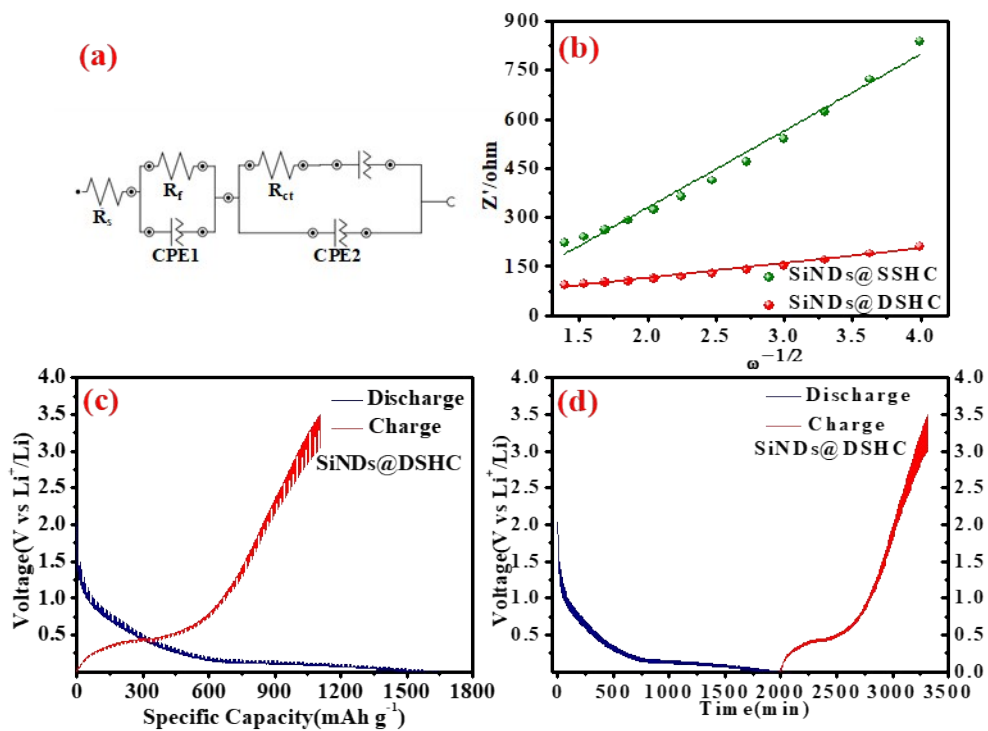 (a)
R_s
R_f
CPE1
R_ct
CPE2
(b)
Z'/ohm
900
750
600
450
300
150
0
SiNDs@SSHC
SiNDs@DSHC
1.5 2.0 2.5 3.0 3.5 4.0
ω^−1/2
(c)
Voltage(V vs Li^+/Li)
4.0
3.5
3.0
2.5
2.0
1.5
1.0
0.5
Discharge
Charge
SiNDs@DSHC
0 300 600 900 1200 1500 1800
Specific Capacity(mAh g^-1)
(d)
Voltage(V vs Li^+/Li)
4.0
3.5
3.0
2.5
2.0
1.5
1.0
0.5
Discharge
Charge
SiNDs@DSHC
4.0
3.5
3.0
2.5
2.0
1.5
1.0
0.5
0.0
0 500 1000 1500 2000 2500 3000 3500
Time(min)